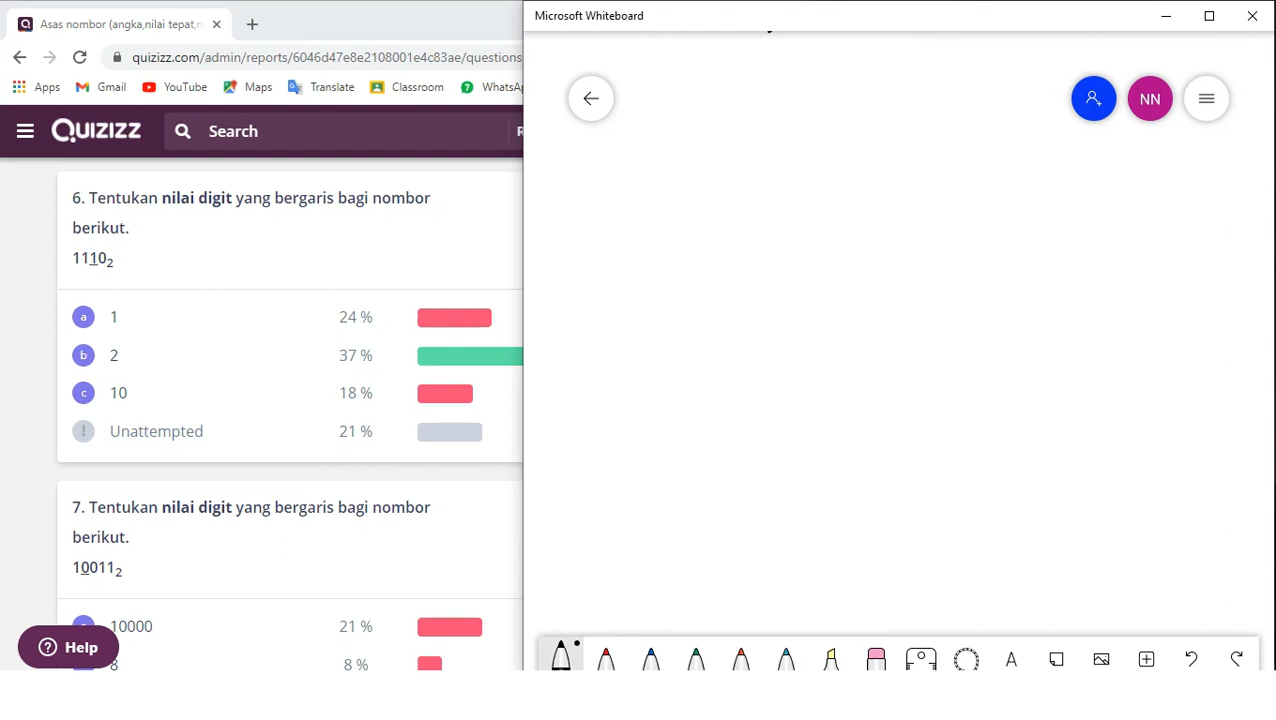 Asas nombor (angka,nilai tepat,n
Microsoft Whiteboard
quizizz.com/admin/reports/6046d47e8e2108001e4c83ae/questions
Apps
Gmail
YouTube
Maps
Translate
Classroom
WhatsAp
QUIZIZZ
Search
R
NN
6. Tentukan nilai digit yang bergaris bagi nombor
berikut.
1110₂
a 1 24 %
b 2 37 %
c 10 18 %
! Unattempted 21 %
7. Tentukan nilai digit yang bergaris bagi nombor
berikut.
10011₂
10000 21 %
8 8 %
? Help
A